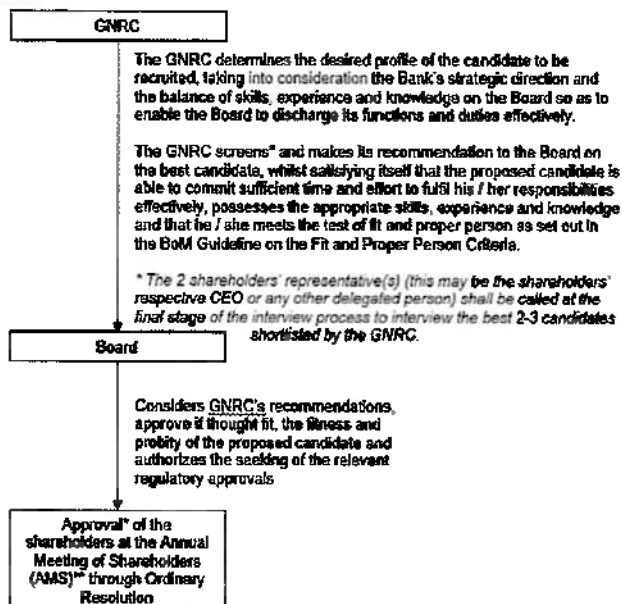 GNRC
The GNRC determines the desired profile of the candidate to be
recruited, taking into consideration the Bank's strategic direction and
the balance of skills, experience and knowledge on the Board so as to
enable the Board to discharge its functions and duties effectively.
The GNRC screens* and makes its recommendation to the Board on
the best candidate, whilst satisfying itself that the proposed candidate is
able to commit sufficient time and effort to fulfil his / her responsibilities
effectively, possesses the appropriate skills, experience and knowledge
and that he / she meets the test of fit and proper person as set out in
the BoM Guideline on the Fit and Proper Person Criteria.
* The 2 shareholders' representative(s) (this may be the shareholders'
respective CEO or any other delegated person) shall be called at the
final stage of the interview process to interview the best 2-3 candidates
shortlisted by the GNRC.
Board
Considers GNRC's recommendations,
approve if thought fit, the fitness and
probity of the proposed candidate and
authorizes the seeking of the relevant
regulatory approvals
Approval* of the
shareholders at the Annual
Meeting of Shareholders
(AMS)** through Ordinary
Resolution